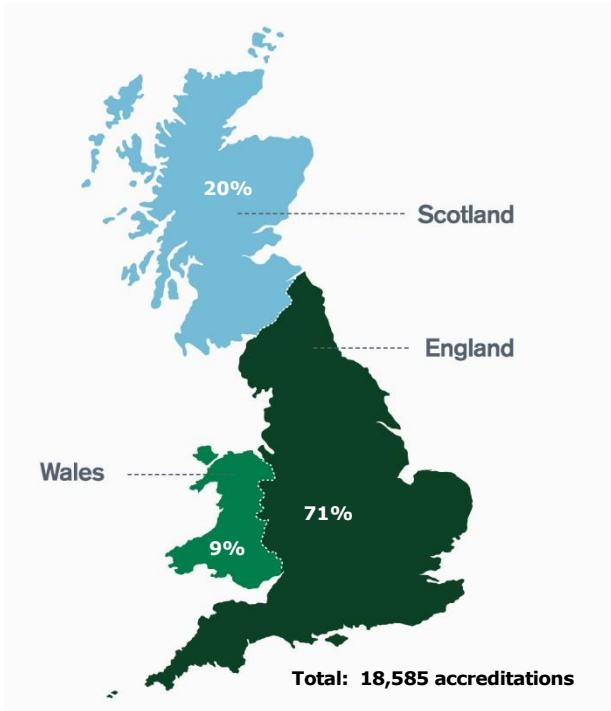 20%
Scotland
England
Wales
71%
9%
Total: 18,585 accreditations